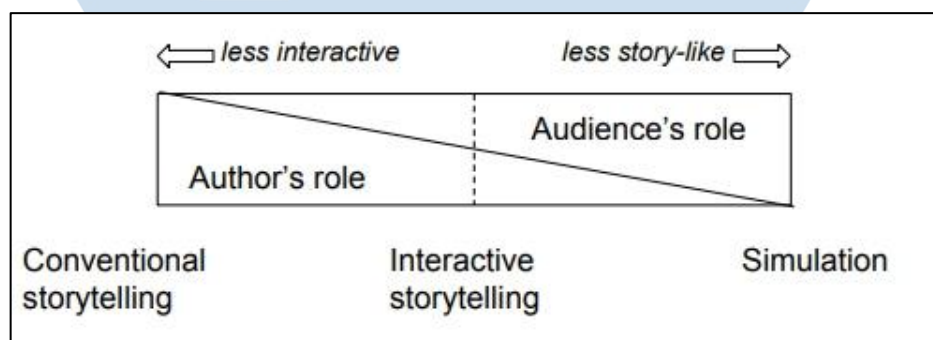 less interactive
less story-like
Audience's role
Author's role
Conventional
storytelling
Interactive
storytelling
Simulation